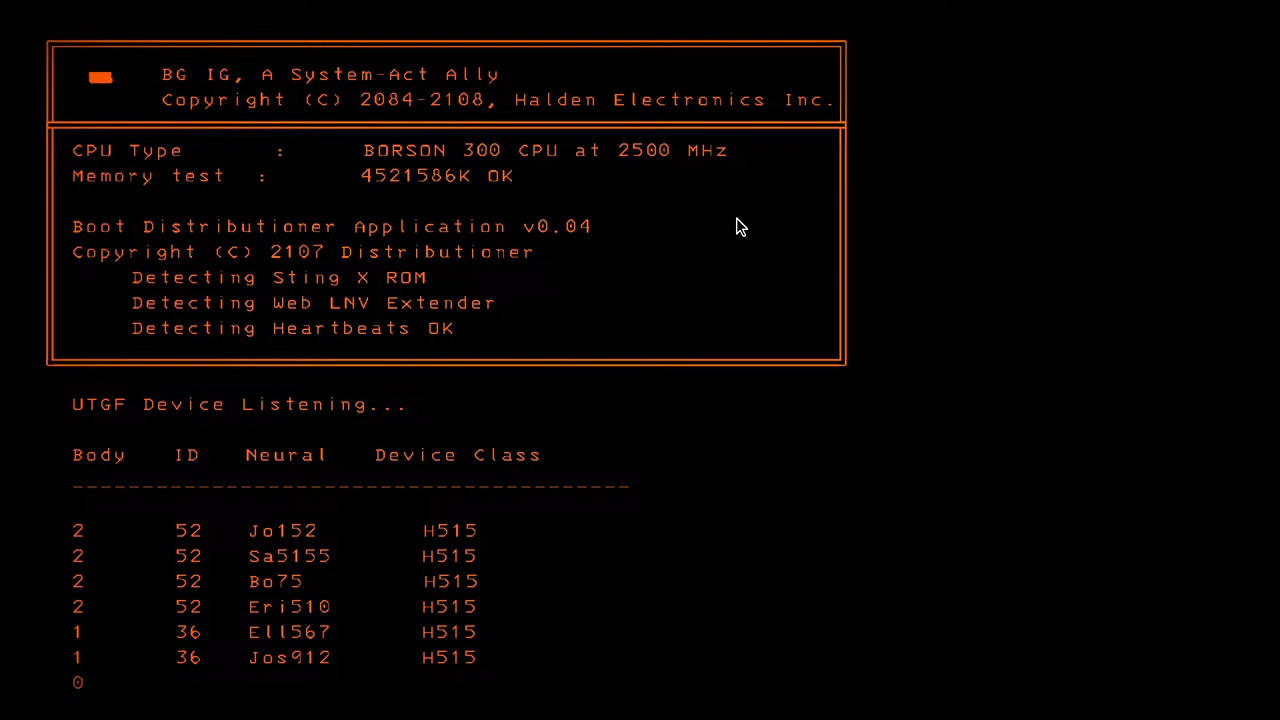 BG IG, A System-Act Ally
Copyright (C) 2084-2108, Halden Electronics Inc.
CPU Type : BORSON 300 CPU at 2500 MHz
Memory test : 4521586K OK
Boot Distributioner Application v0.04
Copyright (C) 2107 Distributioner
Detecting Sting X ROM
Detecting Web LNV Extender
Detecting Heartbeats OK
UTGF Device Listening...
Body ID Neural Device Class
----------------------------------------
2 52 Jo152 H515
2 52 Sa5155 H515
2 52 Bo75 H515
2 52 Eri510 H515
1 36 Ell567 H515
1 36 Jos912 H515
0